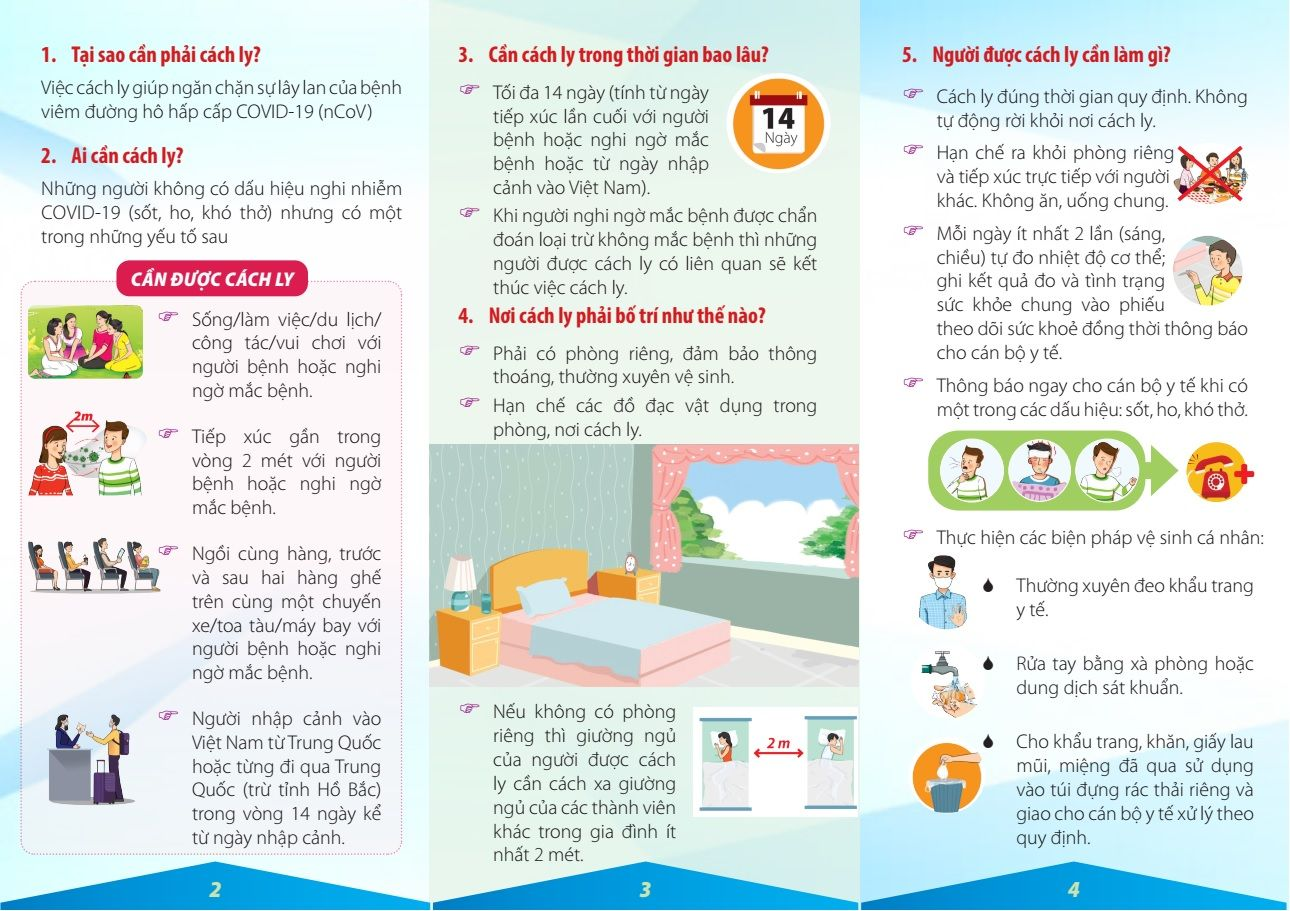 1. Tại sao cần phải cách ly?
Việc cách ly giúp ngăn chặn sự lây lan của bệnh
viêm đường hô hấp cấp COVID-19 (nCoV)
2. Ai cần cách ly?
Những người không có dấu hiệu nghi nhiễm
COVID-19 (sốt, ho, khó thở) nhưng có một
trong những yếu tố sau
CẦN ĐƯỢC CÁCH LY
Sống/làm việc/du lịch/
công tác/vui chơi với
người bệnh hoặc nghi
ngờ mắc bệnh.
2m
Tiếp xúc gần trong
vòng 2 mét với người
bệnh hoặc nghi ngờ
mắc bệnh.
Ngồi cùng hàng, trước
và sau hai hàng ghế
trên cùng một chuyến
xe/toa tàu/máy bay với
người bệnh hoặc nghi
ngờ mắc bệnh.
Người nhập cảnh vào
Việt Nam từ Trung Quốc
hoặc từng đi qua Trung
Quốc (trừ tỉnh Hồ Bắc)
trong vòng 14 ngày kể
từ ngày nhập cảnh.
2
3. Cần cách ly trong thời gian bao lâu?
Tối đa 14 ngày (tính từ ngày
tiếp xúc lần cuối với người
bệnh hoặc nghi ngờ mắc
bệnh hoặc từ ngày nhập
cảnh vào Việt Nam).
14
Ngày
Khi người nghi ngờ mắc bệnh được chẩn
đoán loại trừ không mắc bệnh thì những
người được cách ly có liên quan sẽ kết
thúc việc cách ly.
4. Nơi cách ly phải bố trí như thế nào?
Phải có phòng riêng, đảm bảo thông
thoáng, thường xuyên vệ sinh.
Hạn chế các đồ đạc vật dụng trong
phòng, nơi cách ly.
Nếu không có phòng
riêng thì giường ngủ
của người được cách
ly cần cách xa giường
ngủ của các thành viên
khác trong gia đình ít
nhất 2 mét.
2 m
3
5. Người được cách ly cần làm gì?
Cách ly đúng thời gian quy định. Không
tự động rời khỏi nơi cách ly.
Hạn chế ra khỏi phòng riêng
và tiếp xúc trực tiếp với người
khác. Không ăn, uống chung.
Mỗi ngày ít nhất 2 lần (sáng,
chiều) tự đo nhiệt độ cơ thể;
ghi kết quả đo và tình trạng
sức khỏe chung vào phiếu
theo dõi sức khoẻ đồng thời thông báo
cho cán bộ y tế.
Thông báo ngay cho cán bộ y tế khi có
một trong các dấu hiệu: sốt, ho, khó thở.
Thực hiện các biện pháp vệ sinh cá nhân:
Thường xuyên đeo khẩu trang
y tế.
Rửa tay bằng xà phòng hoặc
dung dịch sát khuẩn.
Cho khẩu trang, khăn, giấy lau
mũi, miệng đã qua sử dụng
vào túi đựng rác thải riêng và
giao cho cán bộ y tế xử lý theo
quy định.
4